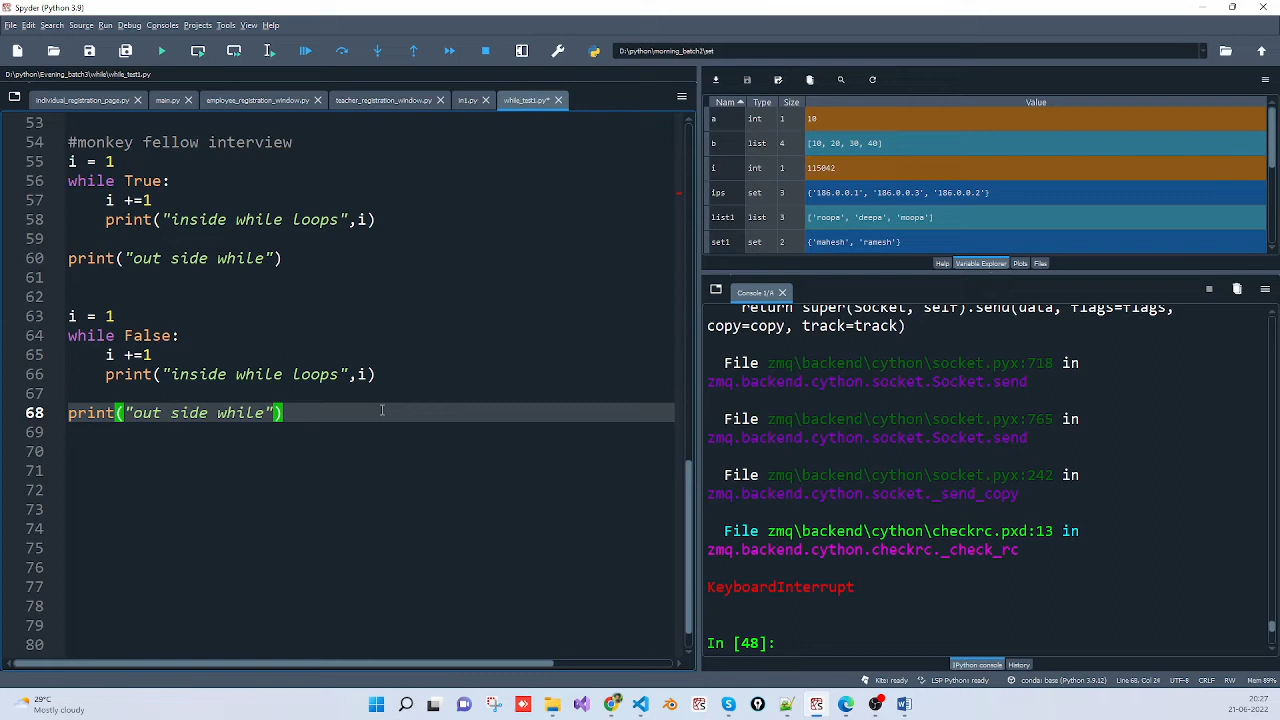 Spyder (Python 3.9)
File Edit Search Source Run Debug Consoles Projects Tools View Help
D:\python\morning_batch2\set
D:\python\Evening_batch3\while\while_test1.py
individual_registration_page.py main.py employee_registration_window.py teacher_registration_window.py ln1.py while_test1.py*
53
54 #monkey fellow interview
55 i = 1
56 while True:
57 i +=1
58 print("inside while loops",i)
59
60 print("out side while")
61
62
63 i = 1
64 while False:
65 i +=1
66 print("inside while loops",i)
67
68 print("out side while")
69
70
71
72
73
74
75
76
77
78
79
80
Nam Type Size Value
a int 1 10
b list 4 [10, 20, 30, 40]
i int 1 115042
ips set 3 {'186.0.0.1', '186.0.0.3', '186.0.0.2'}
list1 list 3 ['roopa', 'deepa', 'moopa']
set1 set 2 {'mahesh', 'ramesh'}
Help Variable Explorer Plots Files
Console 1/A
return super(Socket, self).send(data, flags=flags,
copy=copy, track=track)
File zmq\backend\cython\socket.pyx:718 in
zmq.backend.cython.socket.Socket.send
File zmq\backend\cython\socket.pyx:765 in
zmq.backend.cython.socket.Socket.send
File zmq\backend\cython\socket.pyx:242 in
zmq.backend.cython.socket._send_copy
File zmq\backend\cython\checkrc.pxd:13 in
zmq.backend.cython.checkrc._check_rc
KeyboardInterrupt
In [48]:
IPython console History
Kite: ready LSP Python: ready conda: base (Python 3.9.12) Line 68, Col 24 UTF-8 CRLF RW Mem 89%
29°C
Mostly cloudy
20:27
21-06-2022